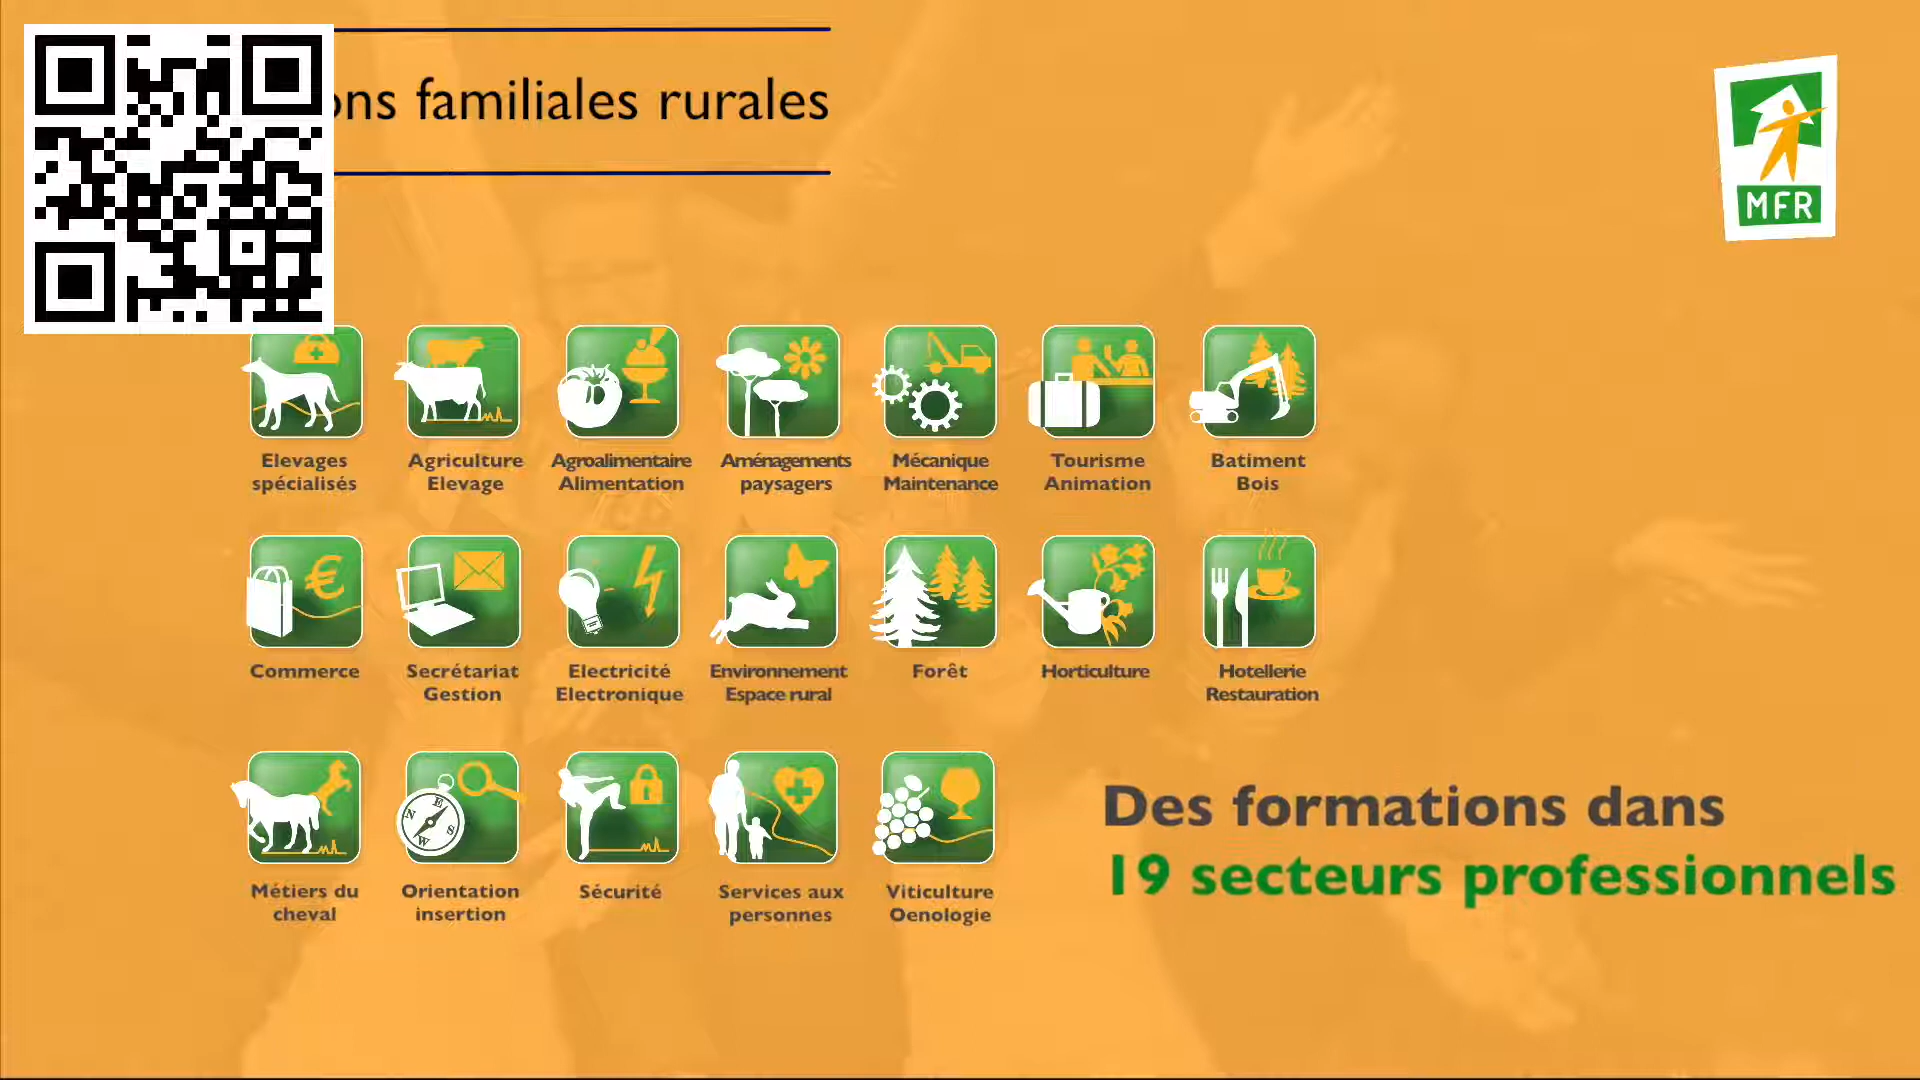 ons familiales rurales
MFR
Elevages
spécialisés
Agriculture
Elevage
Agroalimentaire
Alimentation
Aménagements
paysagers
Mécanique
Maintenance
Tourisme
Animation
Batiment
Bois
Commerce
Secrétariat
Gestion
Electricité
Electronique
Environnement
Espace rural
Forêt
Horticulture
Hotellerie
Restauration
N
E
S
W
Métiers du
cheval
Orientation
insertion
Sécurité
Services aux
personnes
Viticulture
Oenologie
Des formations dans
19 secteurs professionnels